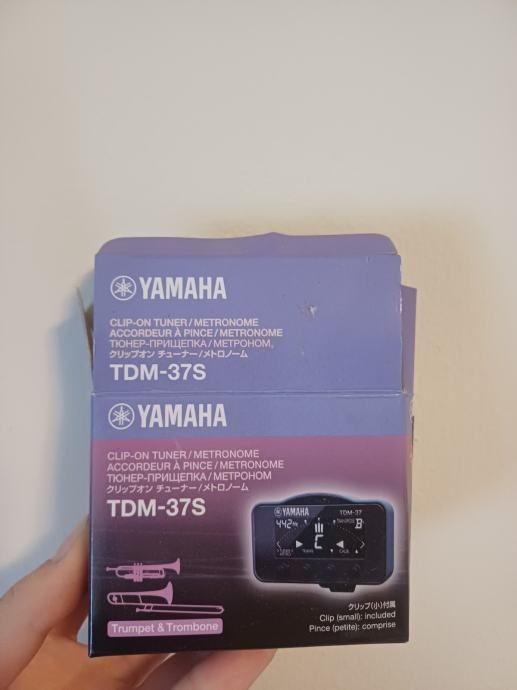 YAMAHA
CLIP-ON TUNER / METRONOME
ACCORDEUR À PINCE / METRONOME
ТЮНЕР-ПРИЩЕПКА / МЕТРОНОМ
クリップオン チューナー/メトロノーム
TDM-37S
YAMAHA
CLIP-ON TUNER / METRONOME
ACCORDEUR À PINCE / METRONOME
ТЮНЕР-ПРИЩЕПКА / МЕТРОНОМ
クリップオン チューナー/メトロノーム
TDM-37S
YAMAHA TDM-37
442Hz TRANSPOSE B
C
Trumpet & Trombone
クリップ(小)付属
Clip (small): included
Pince (petite): comprise